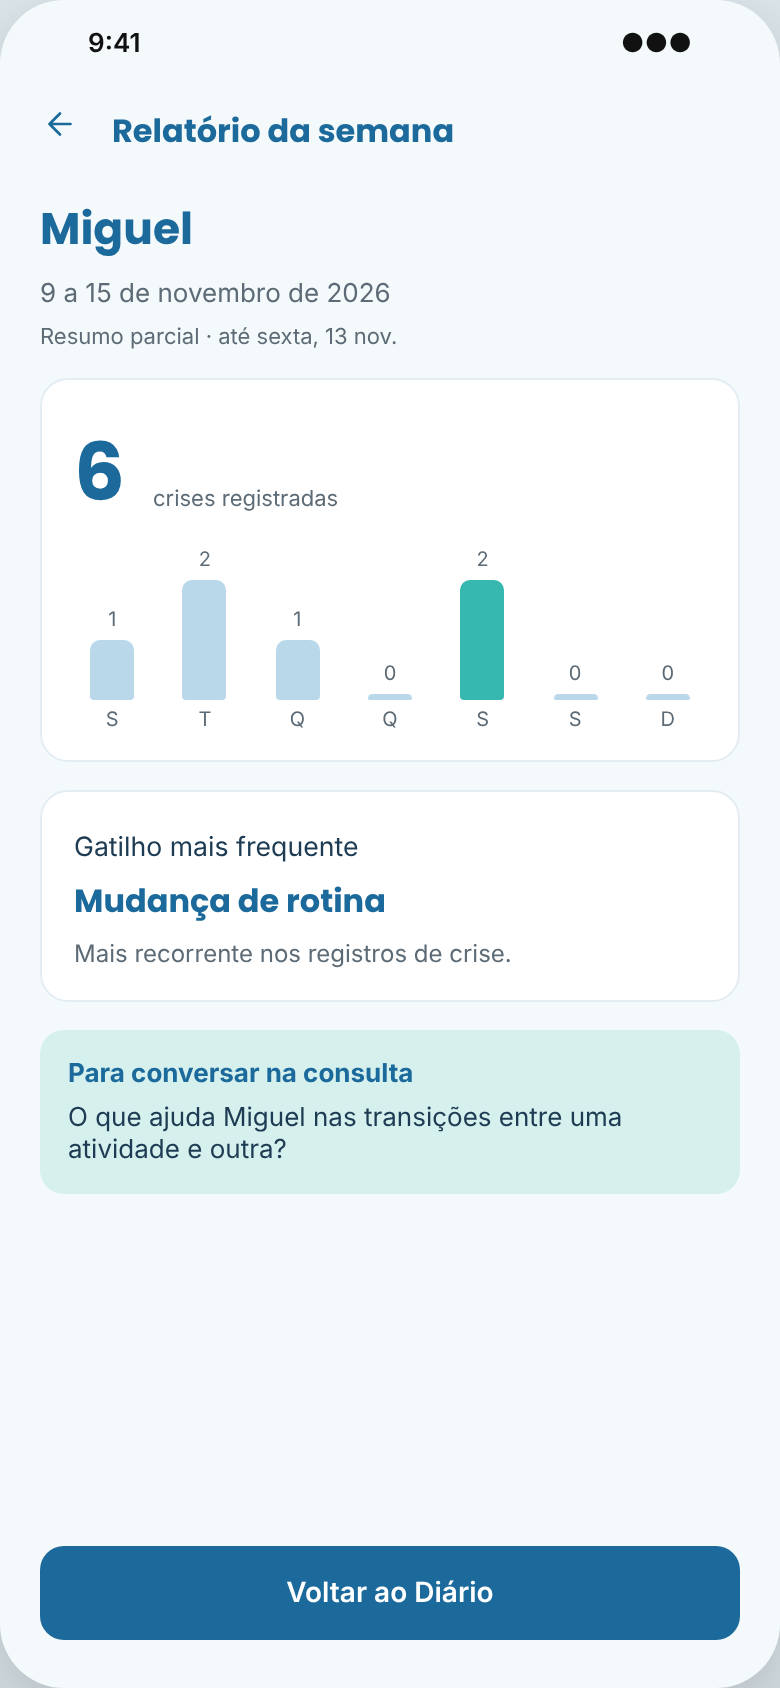 9:41
Relatório da semana
Miguel
9 a 15 de novembro de 2026
Resumo parcial · até sexta, 13 nov.
6 crises registradas
1 2 1 0 2 0 0
S T Q Q S S D
Gatilho mais frequente
Mudança de rotina
Mais recorrente nos registros de crise.
Para conversar na consulta
O que ajuda Miguel nas transições entre uma
atividade e outra?
Voltar ao Diário